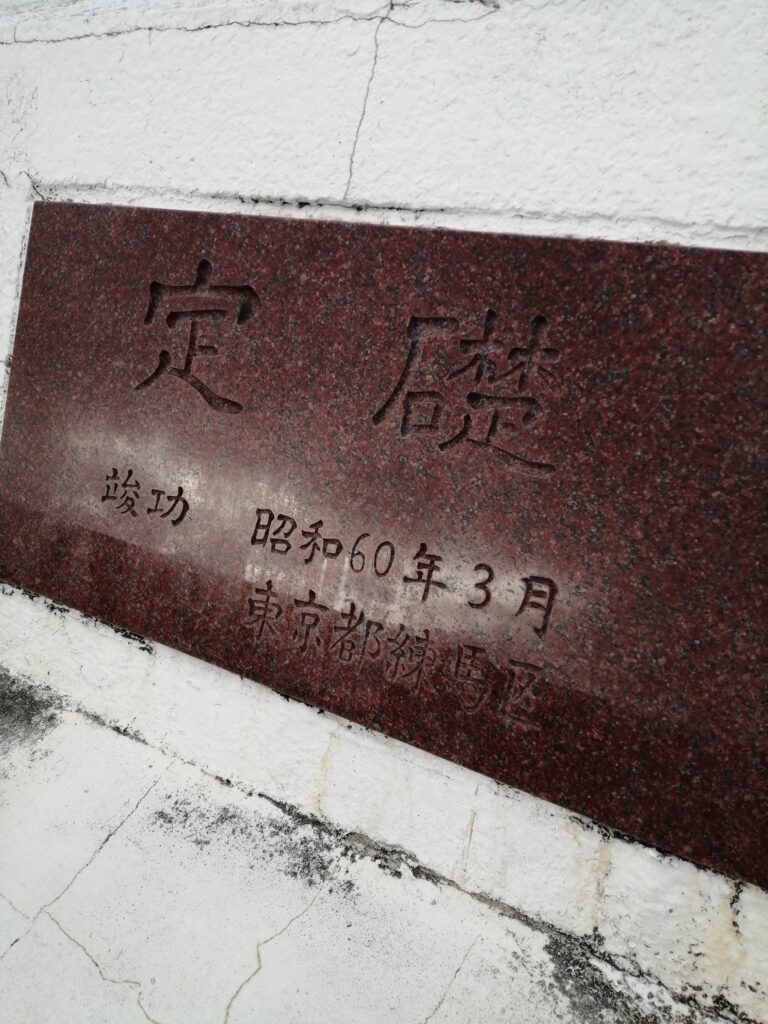 定礎
竣功 昭和60年3月
東京都練馬区